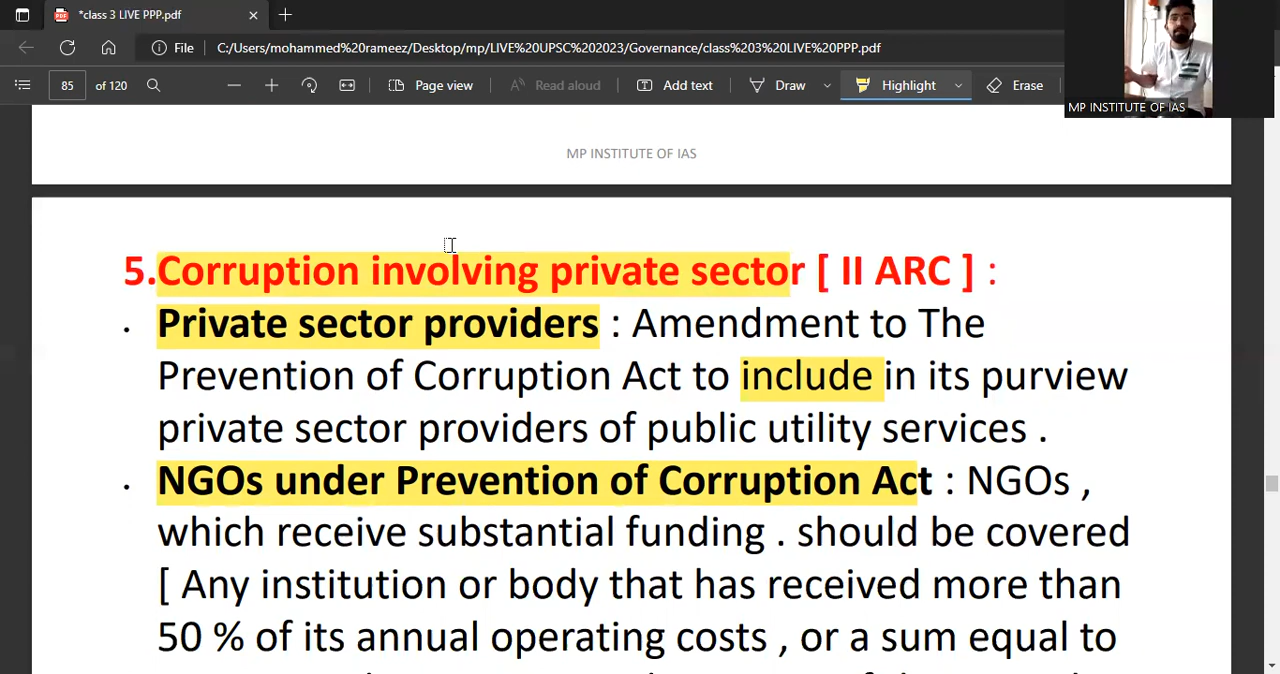 *class 3 LIVE PPP.pdf
File C:/Users/mohammed%20rameez/Desktop/mp/LIVE%20UPSC%202023/Governance/class%203%20LIVE%20PPP.pdf
85 of 120 Page view Read aloud Add text Draw Highlight Erase
MP INSTITUTE OF IAS
MP INSTITUTE OF IAS
5.Corruption involving private sector [ II ARC ] :
• Private sector providers : Amendment to The
Prevention of Corruption Act to include in its purview
private sector providers of public utility services .
• NGOs under Prevention of Corruption Act : NGOs ,
which receive substantial funding . should be covered
[ Any institution or body that has received more than
50 % of its annual operating costs , or a sum equal to